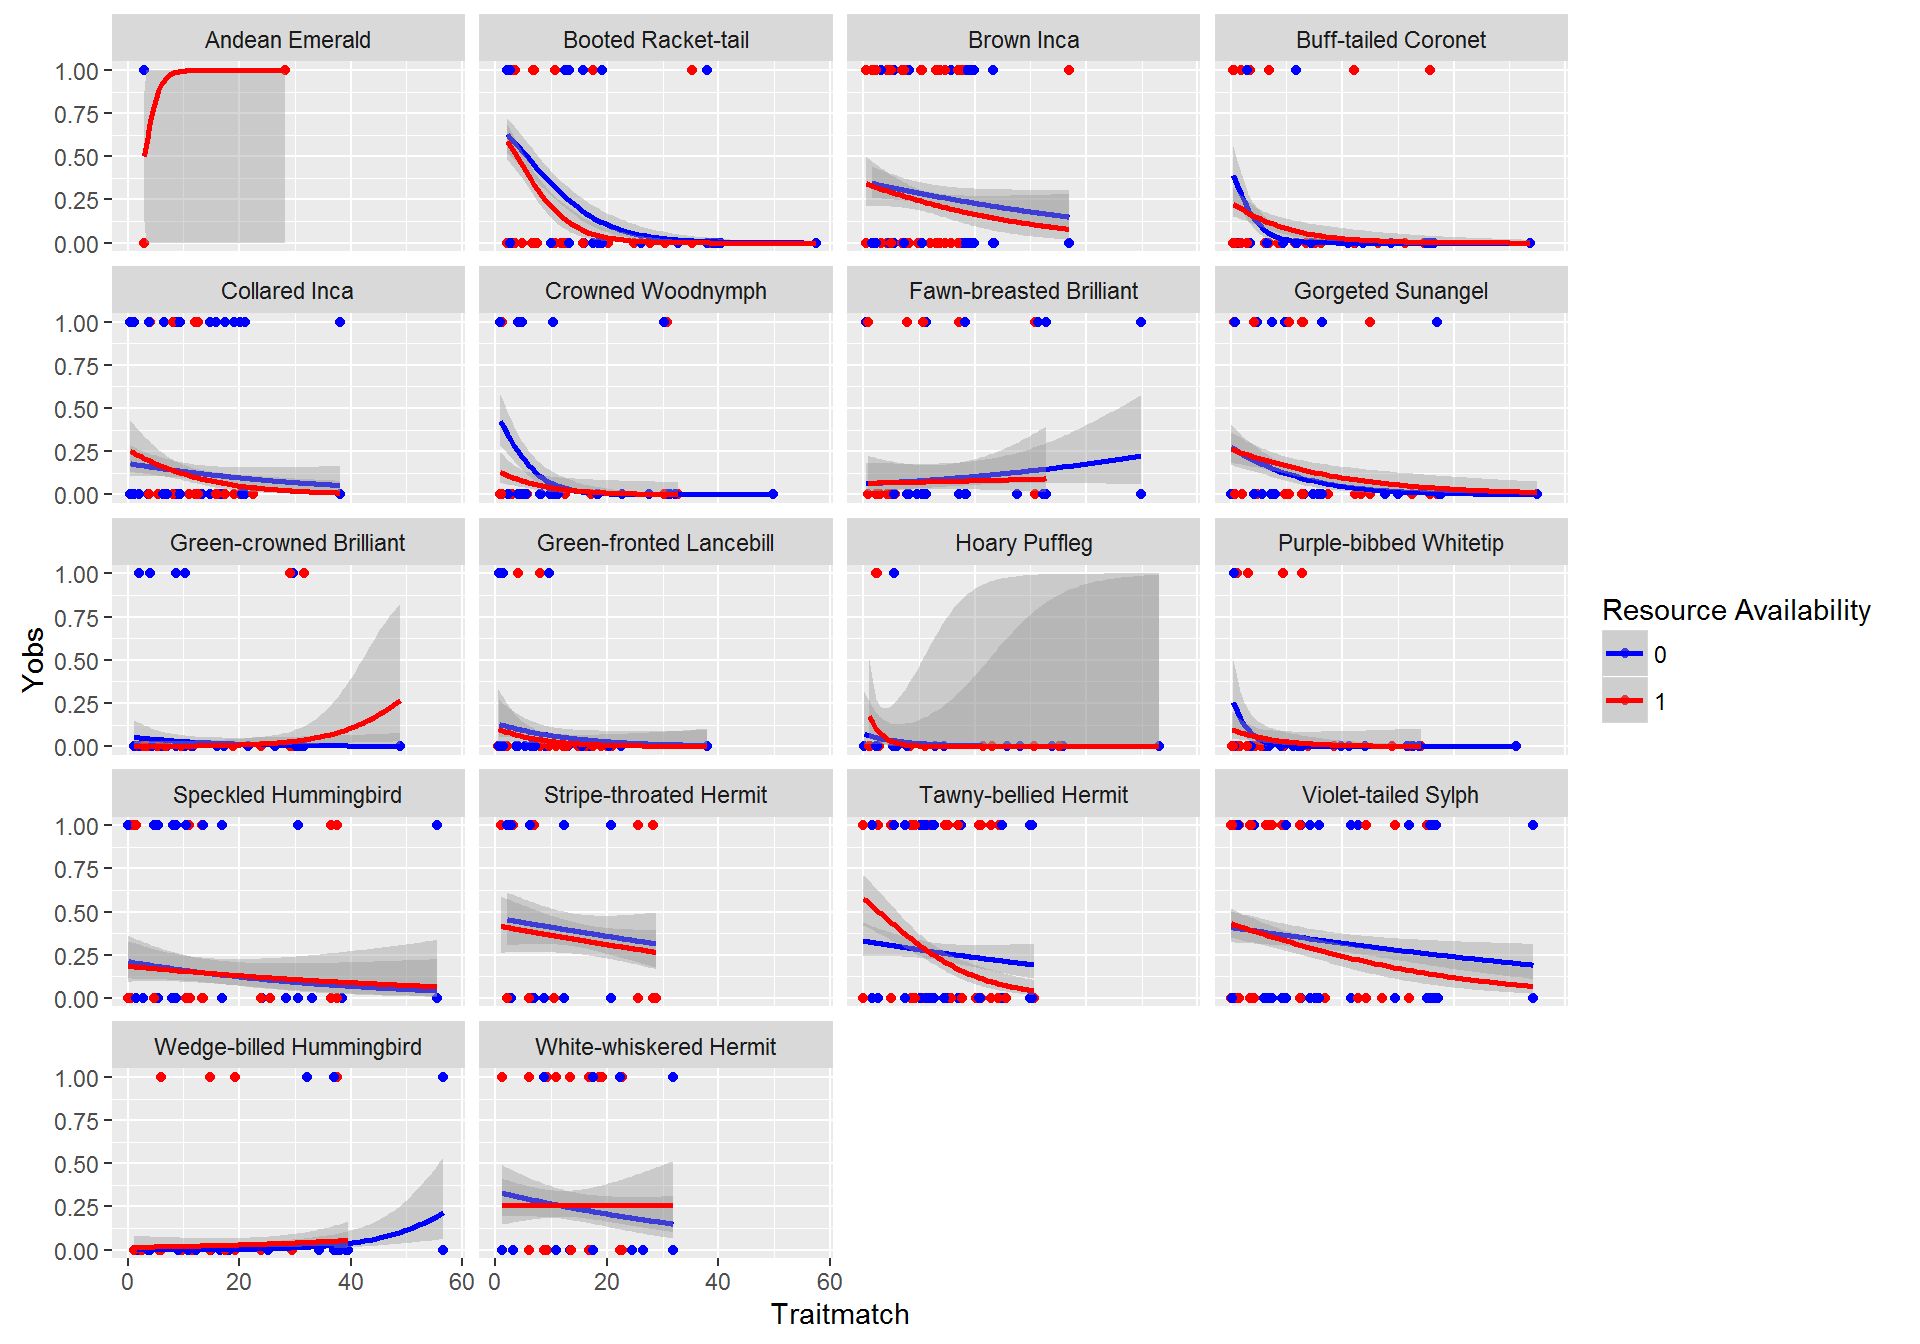 Andean Emerald
Booted Racket-tail
Brown Inca
Buff-tailed Coronet
1.00
0.75
0.50
0.25
0.00
Collared Inca
Crowned Woodnymph
Fawn-breasted Brilliant
Gorgeted Sunangel
1.00
0.75
0.50
0.25
0.00
Green-crowned Brilliant
Green-fronted Lancebill
Hoary Puffleg
Purple-bibbed Whitetip
1.00
0.75
0.50
0.25
0.00
Speckled Hummingbird
Stripe-throated Hermit
Tawny-bellied Hermit
Violet-tailed Sylph
1.00
0.75
0.50
0.25
0.00
Wedge-billed Hummingbird
White-whiskered Hermit
1.00
0.75
0.50
0.25
0.00
0 20 40 60
0 20 40 60
Traitmatch
Yobs
Resource Availability
0
1